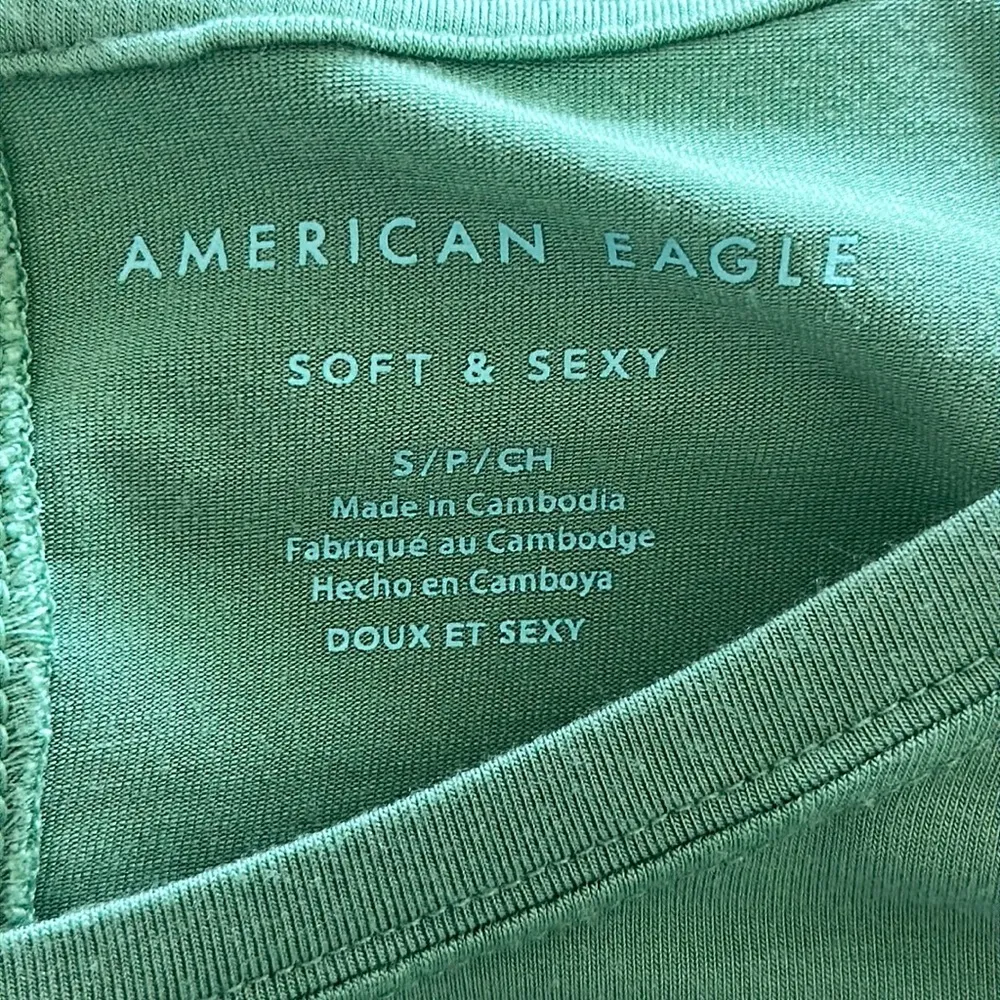 AMERICAN EAGLE
SOFT & SEXY
S/P/CH
Made in Cambodia
Fabriqué au Cambodge
Hecho en Camboya
DOUX ET SEXY